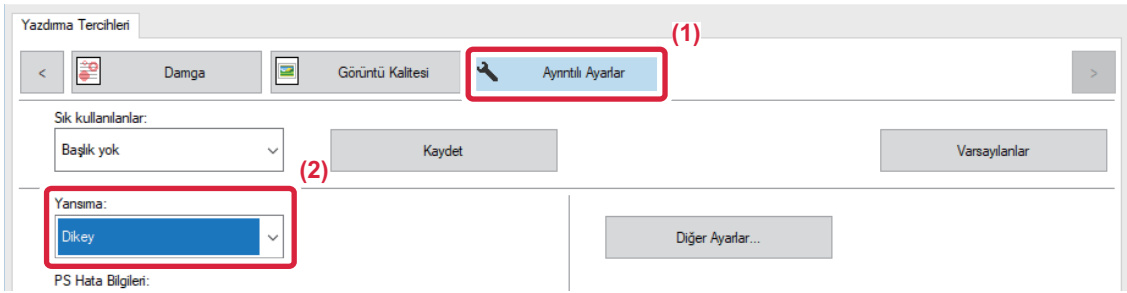 Yazdırma Tercihleri
(1)
< Damga Görüntü Kalitesi Ayrıntılı Ayarlar >
Sık kullanılanlar:
Başlık yok Kaydet Varsayılanlar
(2)
Yansıma:
Dikey Diğer Ayarlar...
PS Hata Bilgileri: